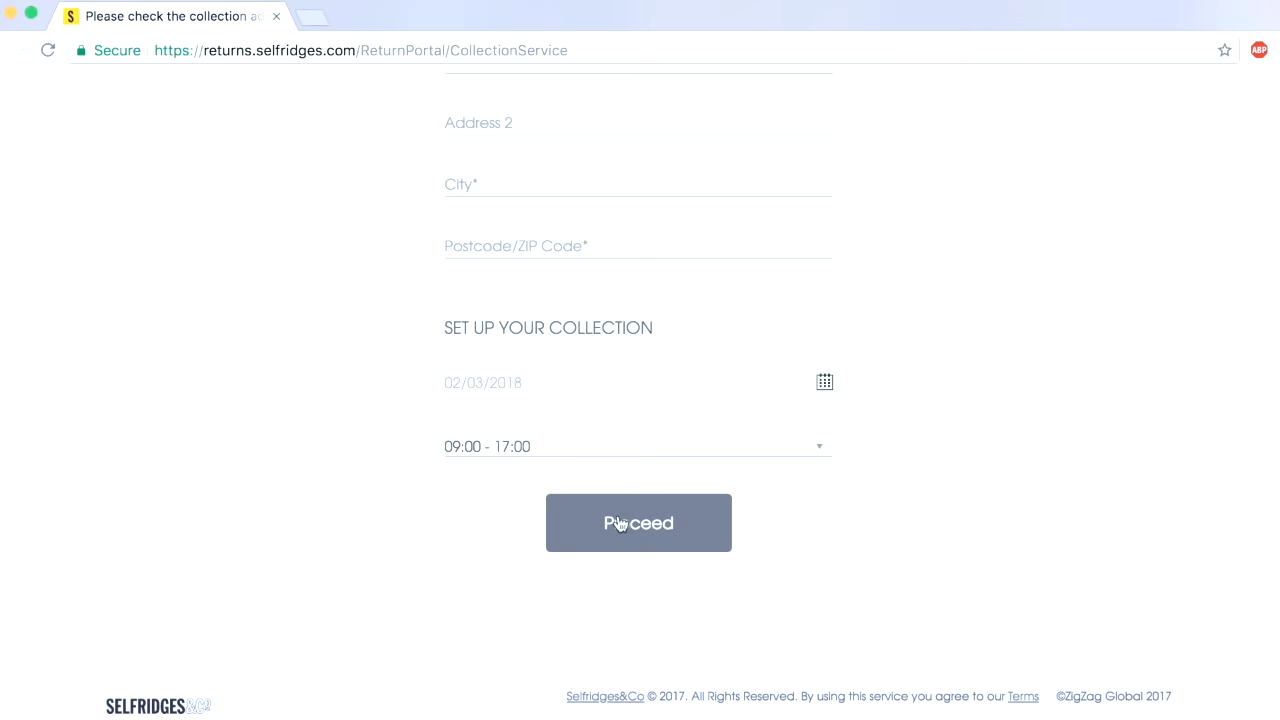 S Please check the collection ad
Secure https://returns.selfridges.com/ReturnPortal/CollectionService
ABP
Address 2
City*
Postcode/ZIP Code*
SET UP YOUR COLLECTION
02/03/2018
09:00 - 17:00
Proceed
SELFRIDGES&Co
Selfridges&Co © 2017. All Rights Reserved. By using this service you agree to our Terms ©ZigZag Global 2017